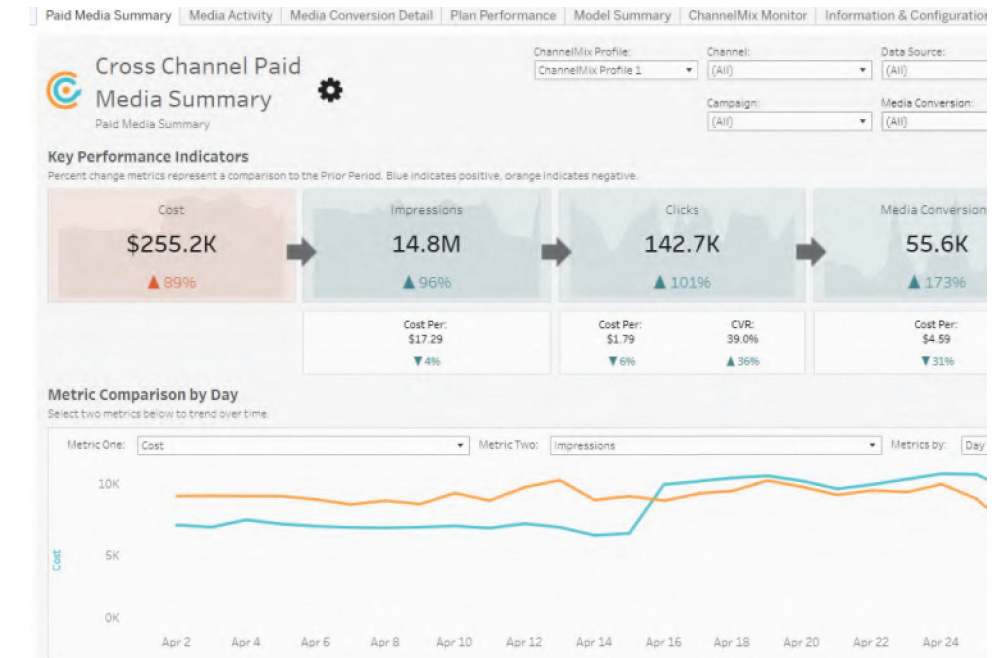 Paid Media Summary Media Activity Media Conversion Detail Plan Performance Model Summary ChannelMix Monitor Information & Configuration
Cross Channel Paid
Media Summary
Paid Media Summary
ChannelMix Profile: Channel: Data Source:
ChannelMix Profile 1 (All) (All)
Campaign: Media Conversion:
(All) (All)
Key Performance Indicators
Percent change metrics represent a comparison to the Prior Period. Blue indicates positive, orange indicates negative.
Cost Impressions Clicks Media Conversion
$255.2K 14.8M 142.7K 55.6K
▲ 89% ▲ 96% ▲ 101% ▲ 173%
Cost Per: Cost Per: CVR: Cost Per:
$17.29 $1.79 39.0% $4.59
▼ 4% ▼ 6% ▲ 36% ▼ 31%
Metric Comparison by Day
Select two metrics below to trend over time.
Metric One: Cost Metric Two: Impressions Metrics by: Day
10K
5K
0K
Cost
Apr 2 Apr 4 Apr 6 Apr 8 Apr 10 Apr 12 Apr 14 Apr 16 Apr 18 Apr 20 Apr 22 Apr 24